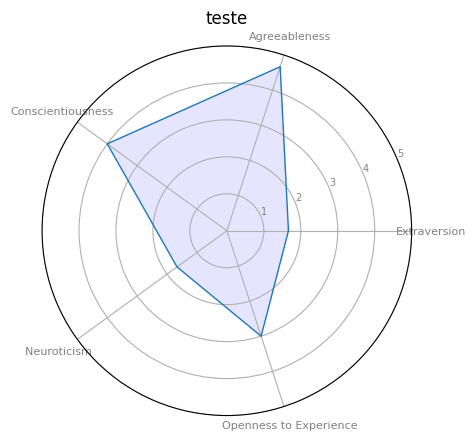 teste
Agreeableness
Conscientiousness
5
4
3
2
1
Extraversion
Neuroticism
Openness to Experience